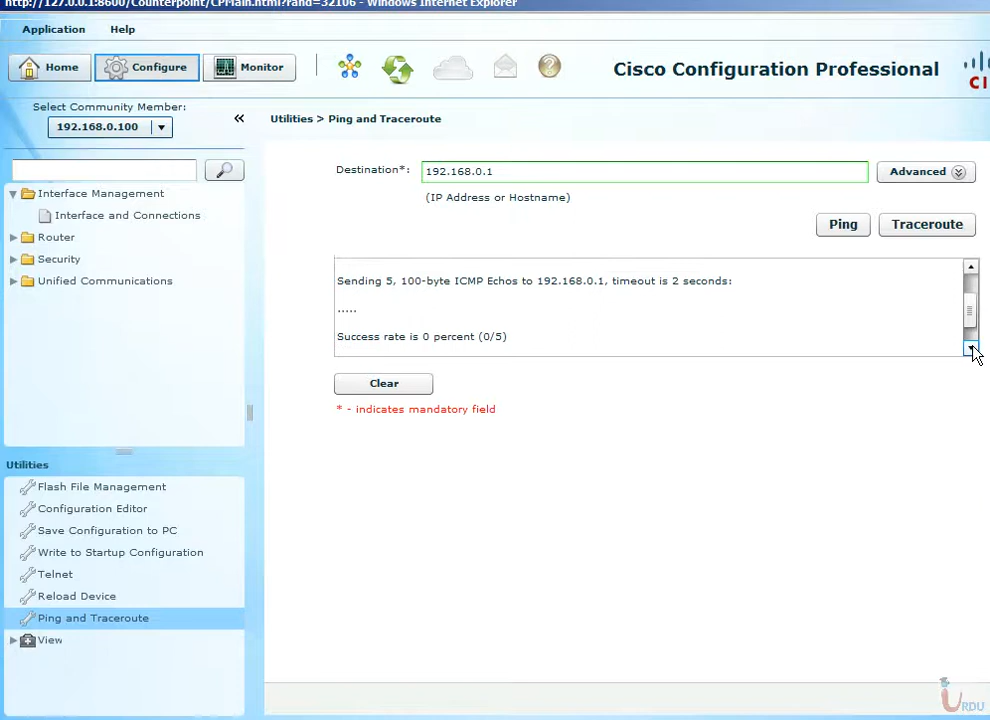 http://127.0.0.1:8600/Counterpoint/CPMain.html?rand=32106 - Windows Internet Explorer
Application Help
Home Configure Monitor
Cisco Configuration Professional
CI
Select Community Member:
192.168.0.100
«
Utilities > Ping and Traceroute
Interface Management
Interface and Connections
Router
Security
Unified Communications
Destination*: 192.168.0.1 Advanced
(IP Address or Hostname)
Ping Traceroute
Sending 5, 100-byte ICMP Echos to 192.168.0.1, timeout is 2 seconds:
.....
Success rate is 0 percent (0/5)
Clear
* - indicates mandatory field
Utilities
Flash File Management
Configuration Editor
Save Configuration to PC
Write to Startup Configuration
Telnet
Reload Device
Ping and Traceroute
View
URDU